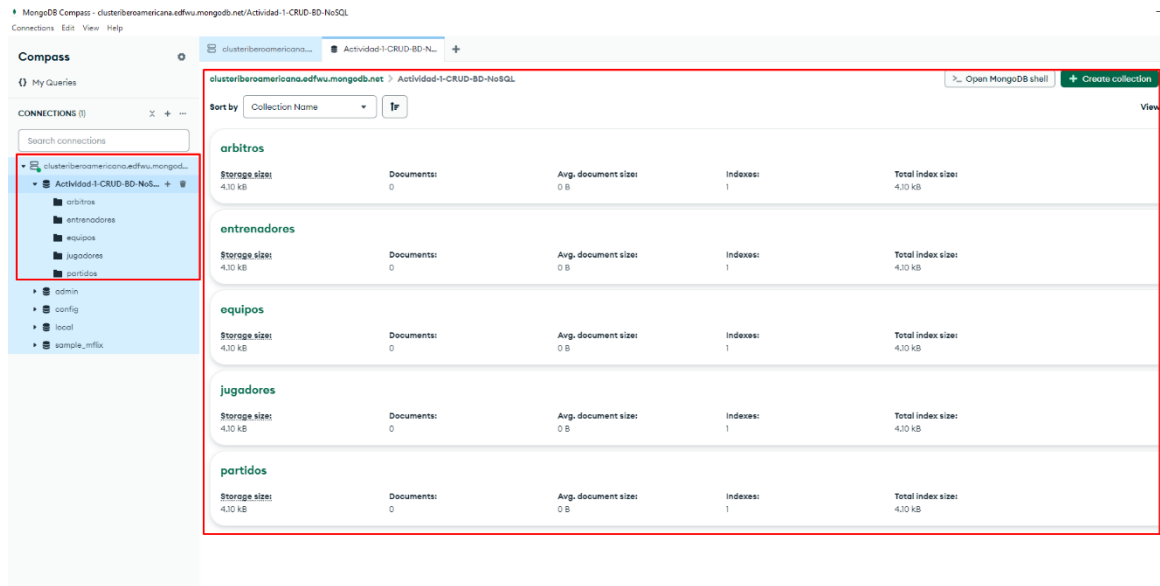 MongoDB Compass - clusteriberoamericana.edfwu.mongodb.net/Actividad-1-CRUD-BD-NoSQL
Connections Edit View Help
Compass
{} My Queries
CONNECTIONS (1)
Search connections
clusteriberoamericana.edfwu.mongod...
Actividad-1-CRUD-BD-NoS...
arbitros
entrenadores
equipos
jugadores
partidos
admin
config
local
sample_mflix
clusteriberoamericana.... Actividad-1-CRUD-BD-N...
clusteriberoamericana.edfwu.mongodb.net > Actividad-1-CRUD-BD-NoSQL
>_ Open MongoDB shell + Create collection
Sort by Collection Name View
arbitros
Storage size: Documents: Avg. document size: Indexes: Total index size:
4.10 kB 0 0 B 1 4.10 kB
entrenadores
Storage size: Documents: Avg. document size: Indexes: Total index size:
4.10 kB 0 0 B 1 4.10 kB
equipos
Storage size: Documents: Avg. document size: Indexes: Total index size:
4.10 kB 0 0 B 1 4.10 kB
jugadores
Storage size: Documents: Avg. document size: Indexes: Total index size:
4.10 kB 0 0 B 1 4.10 kB
partidos
Storage size: Documents: Avg. document size: Indexes: Total index size:
4.10 kB 0 0 B 1 4.10 kB